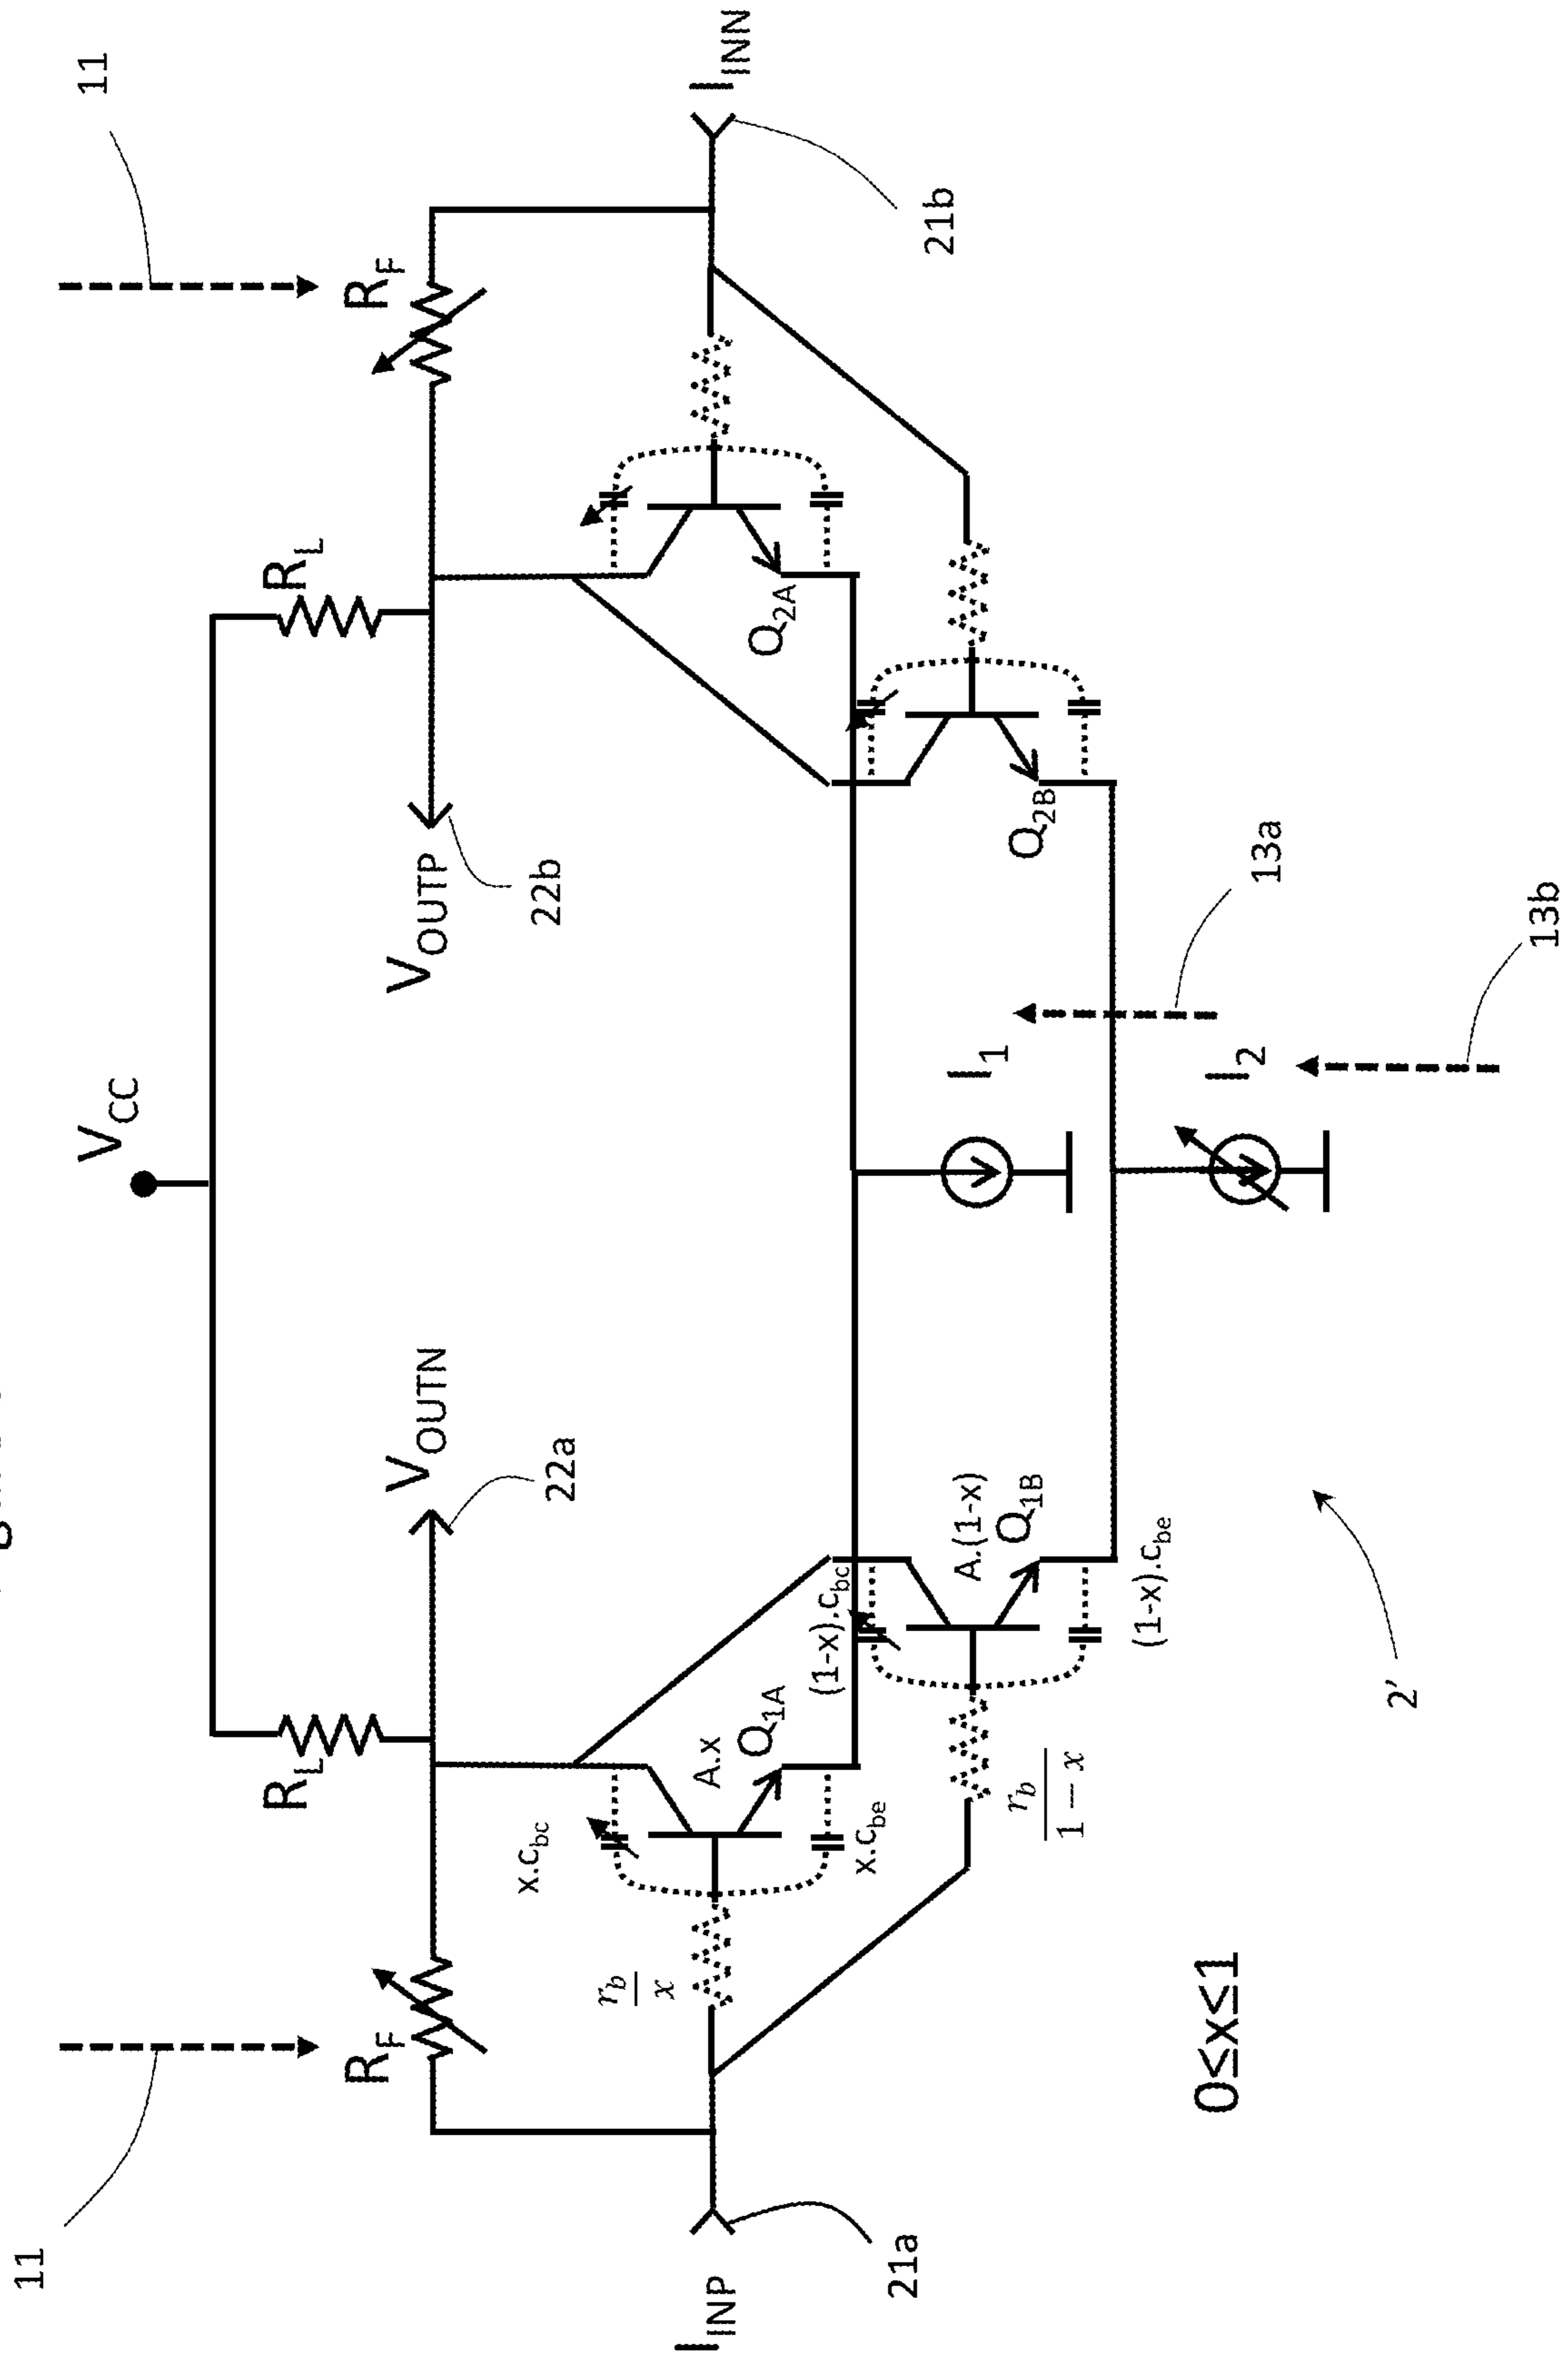 11
11
V_CC
R_L
R_L
R_F
R_F
V_OUTN
V_OUTP
22a
22b
x.c_bc
r_b/x
A.x
Q_1A
Q_2A
I_INP
I_INN
21a
21b
x.c_be
(1-x).c_bc
A.(1-x)
Q_1B
Q_2B
r_b/1 − x
(1-x).c_be
I_1
13a
I_2
13b
0≤x≤1
2'